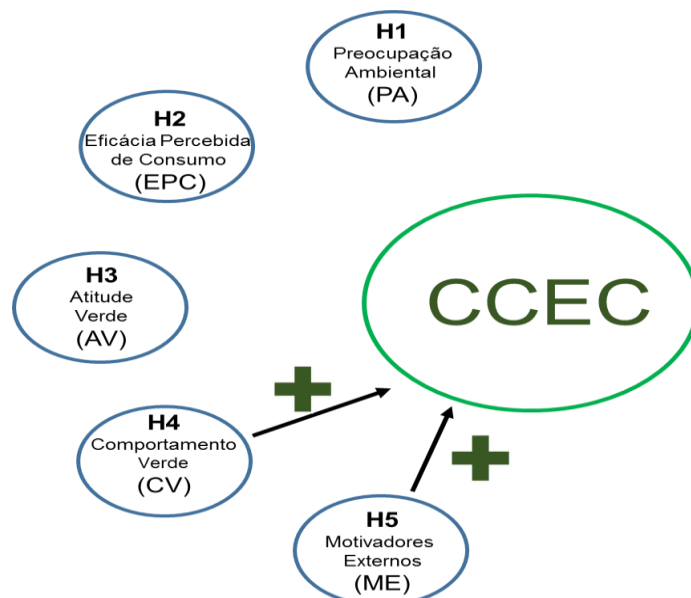 H1
Preocupação
Ambiental
(PA)
H2
Eficácia Percebida
de Consumo
(EPC)
H3
Atitude
Verde
(AV)
CCEC
H4
Comportamento
Verde
(CV)
H5
Motivadores
Externos
(ME)